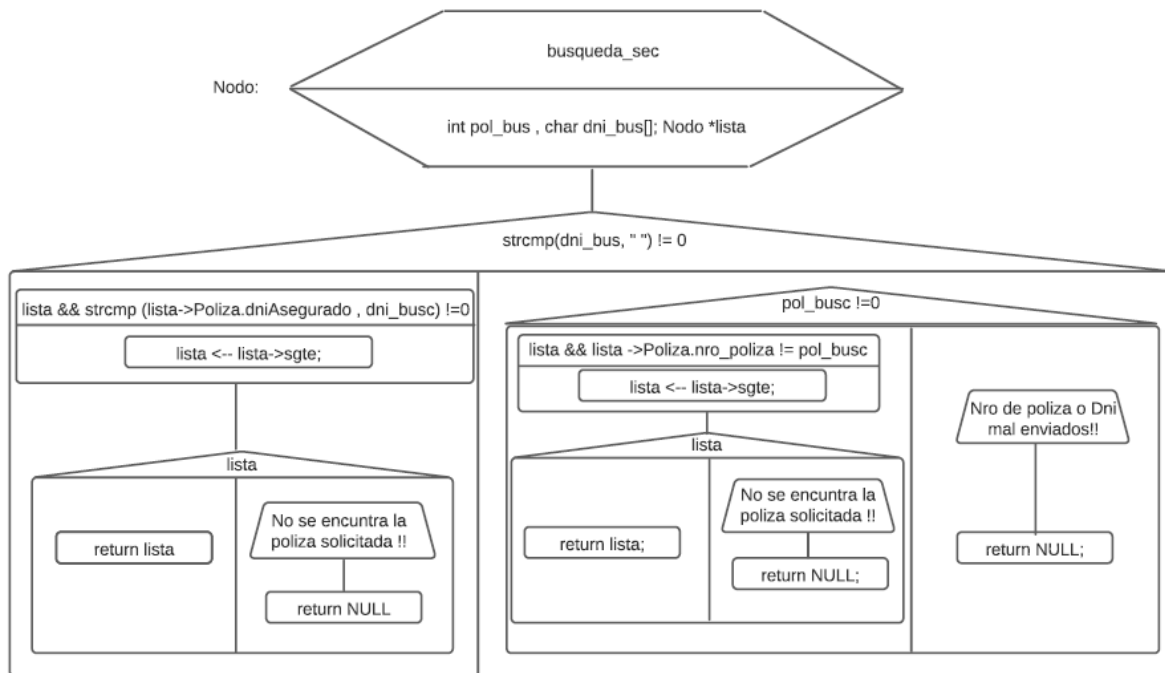 busqueda_sec
Nodo:
int pol_bus , char dni_bus[]; Nodo *lista
strcmp(dni_bus, " ") != 0
lista && strcmp (lista->Poliza.dniAsegurado , dni_busc) !=0
lista <-- lista->sgte;
lista
return lista
No se encuntra la
poliza solicitada !!
return NULL
pol_busc !=0
lista && lista ->Poliza.nro_poliza != pol_busc
lista <-- lista->sgte;
lista
return lista;
No se encuntra la
poliza solicitada !!
return NULL;
Nro de poliza o Dni
mal enviados!!
return NULL;